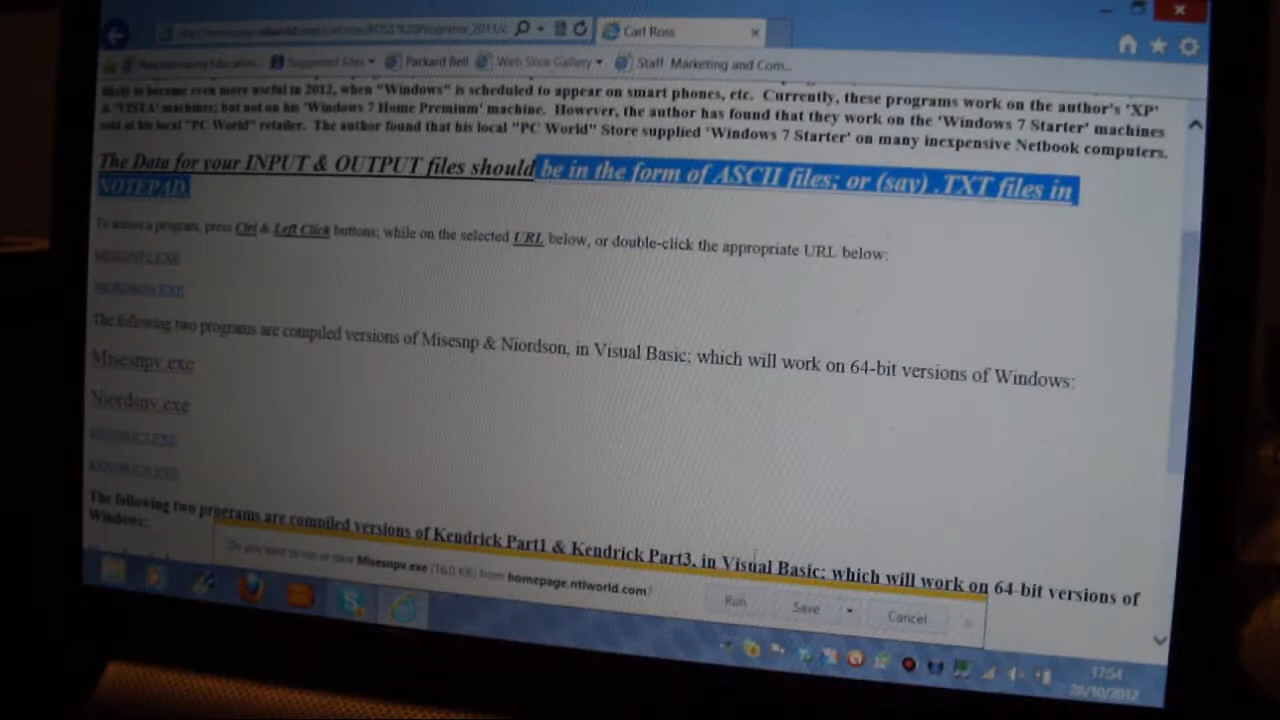 Carl Ross
Suggested Sites Packard Bell Web Slice Gallery Staff Marketing and Com...
likely to become even more useful in 2012, when "Windows" is scheduled to appear on smart phones, etc. Currently, these programs work on the author's 'XP'
& 'VISTA' machines; but not on his 'Windows 7 Home Premium' machine. However, the author has found that they work on the 'Windows 7 Starter' machines
sold at his local "PC World" retailer. The author found that his local "PC World" Store supplied 'Windows 7 Starter' on many inexpensive Netbook computers.
The Data for your INPUT & OUTPUT files should be in the form of ASCII files; or (say) .TXT files in
NOTEPAD.
To access a program, press Ctrl & Left Click buttons; while on the selected URL below, or double-click the appropriate URL below:
MISESNP.EXE
The following two programs are compiled versions of Misesnp & Niordson, in Visual Basic; which will work on 64-bit versions of Windows:
Misesnpv.exe
Niordsnv.exe
The following two programs are compiled versions of Kendrick Part1 & Kendrick Part3, in Visual Basic; which will work on 64-bit versions of
Windows:
Do you want to run or save Misesnpv.exe (16.0 KB) from homepage.ntlworld.com?
Run Save Cancel
17:54
28/10/2012